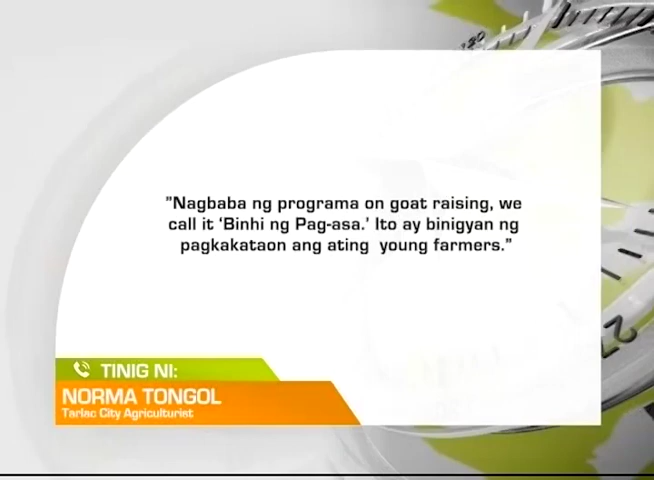 "Nagbaba ng programa on goat raising, we
call it 'Binhi ng Pag-asa.' Ito ay binigyan ng
pagkakataon ang ating young farmers."
TINIG NI:
NORMA TONGOL
Tarlac City Agriculturist